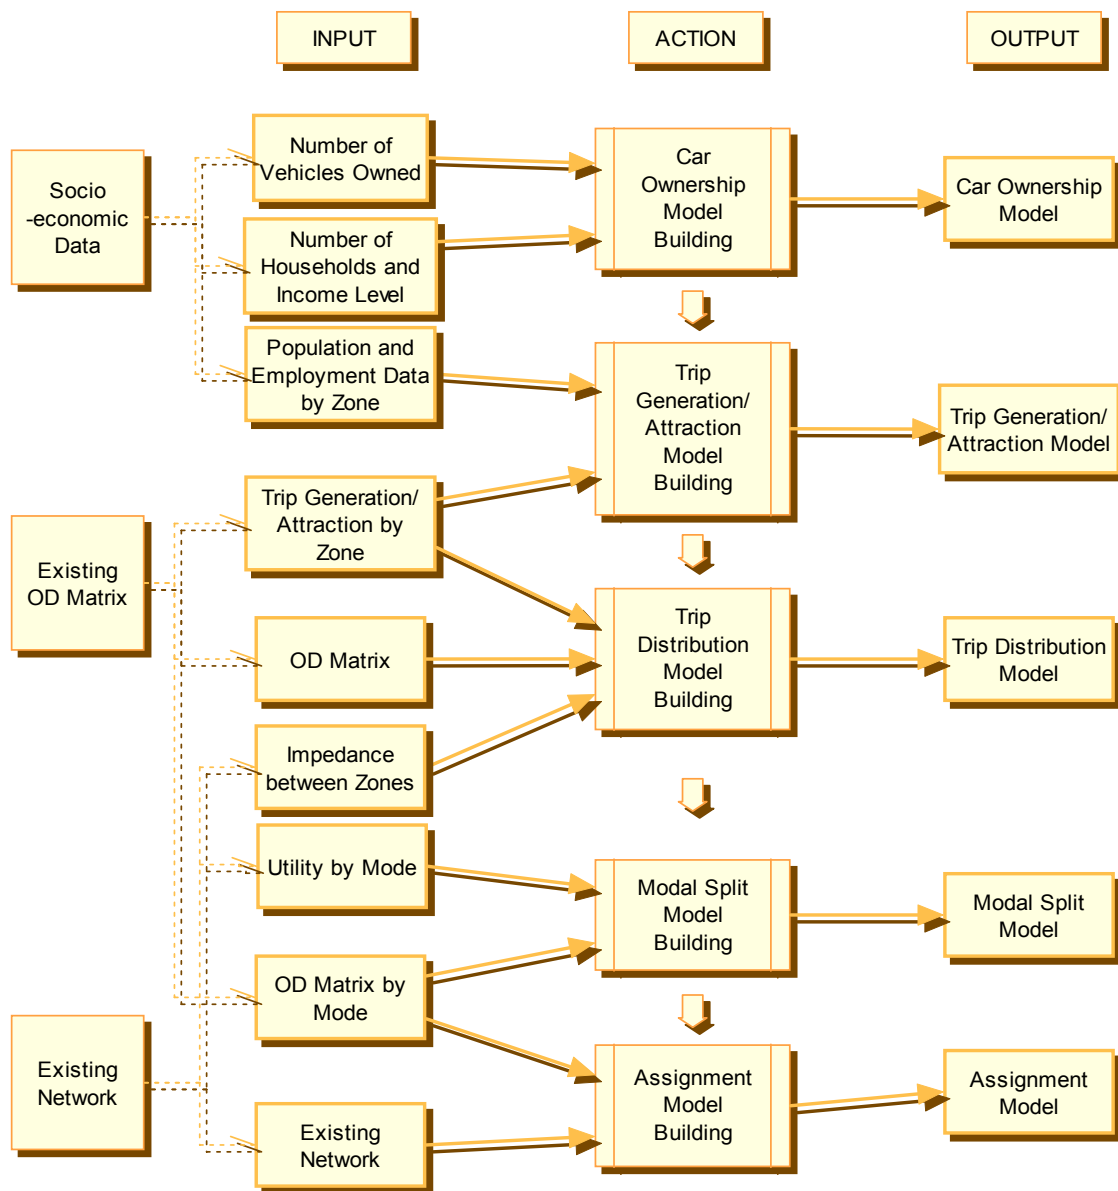 INPUT
ACTION
OUTPUT
Socio
-economic
Data
Number of
Vehicles Owned
Car
Ownership
Model
Building
Car Ownership
Model
Number of
Households and
Income Level
Population and
Employment Data
by Zone
Trip
Generation/
Attraction
Model
Building
Trip Generation/
Attraction Model
Existing
OD Matrix
Trip Generation/
Attraction by
Zone
OD Matrix
Trip
Distribution
Model
Building
Trip Distribution
Model
Impedance
between Zones
Utility by Mode
Modal Split
Model
Building
Modal Split
Model
OD Matrix by
Mode
Existing
Network
Existing
Network
Assignment
Model
Building
Assignment
Model